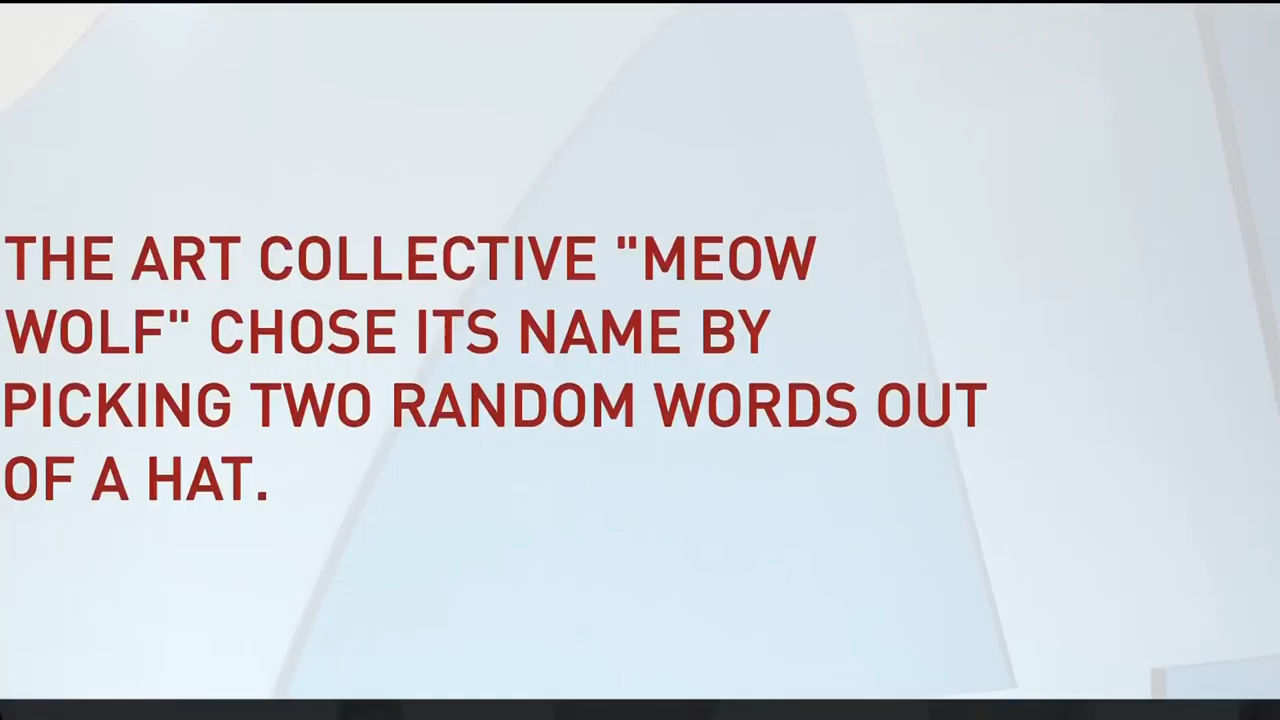 THE ART COLLECTIVE "MEOW
WOLF" CHOSE ITS NAME BY
PICKING TWO RANDOM WORDS OUT
OF A HAT.